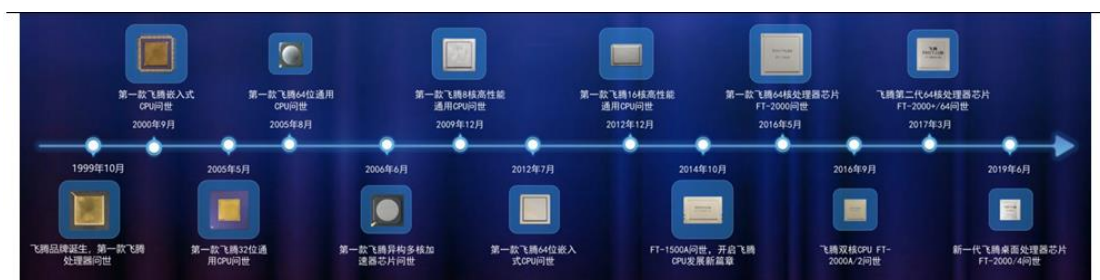 第一款飞腾嵌入式
CPU问世
2000年9月
第一款飞腾64位通用
CPU问世
2005年8月
第一款飞腾8核高性能
通用CPU问世
2009年12月
第一款飞腾16核高性能
通用CPU问世
2012年12月
第一款飞腾64核处理器芯片
FT-2000问世
2016年5月
飞腾第二代64核处理器芯片
FT-2000+/64问世
2017年3月
1999年10月
飞腾品牌诞生，第一款飞腾
处理器问世
2005年5月
第一款飞腾32位通
用CPU问世
2006年6月
第一款飞腾异构多核加
速器芯片问世
2012年7月
第一款飞腾64位嵌入
式CPU问世
2014年10月
FT-1500A问世，开启飞腾
CPU发展新篇章
2016年9月
飞腾双核CPU FT-
2000A/2问世
2019年6月
新一代飞腾桌面处理器芯片
FT-2000/4问世